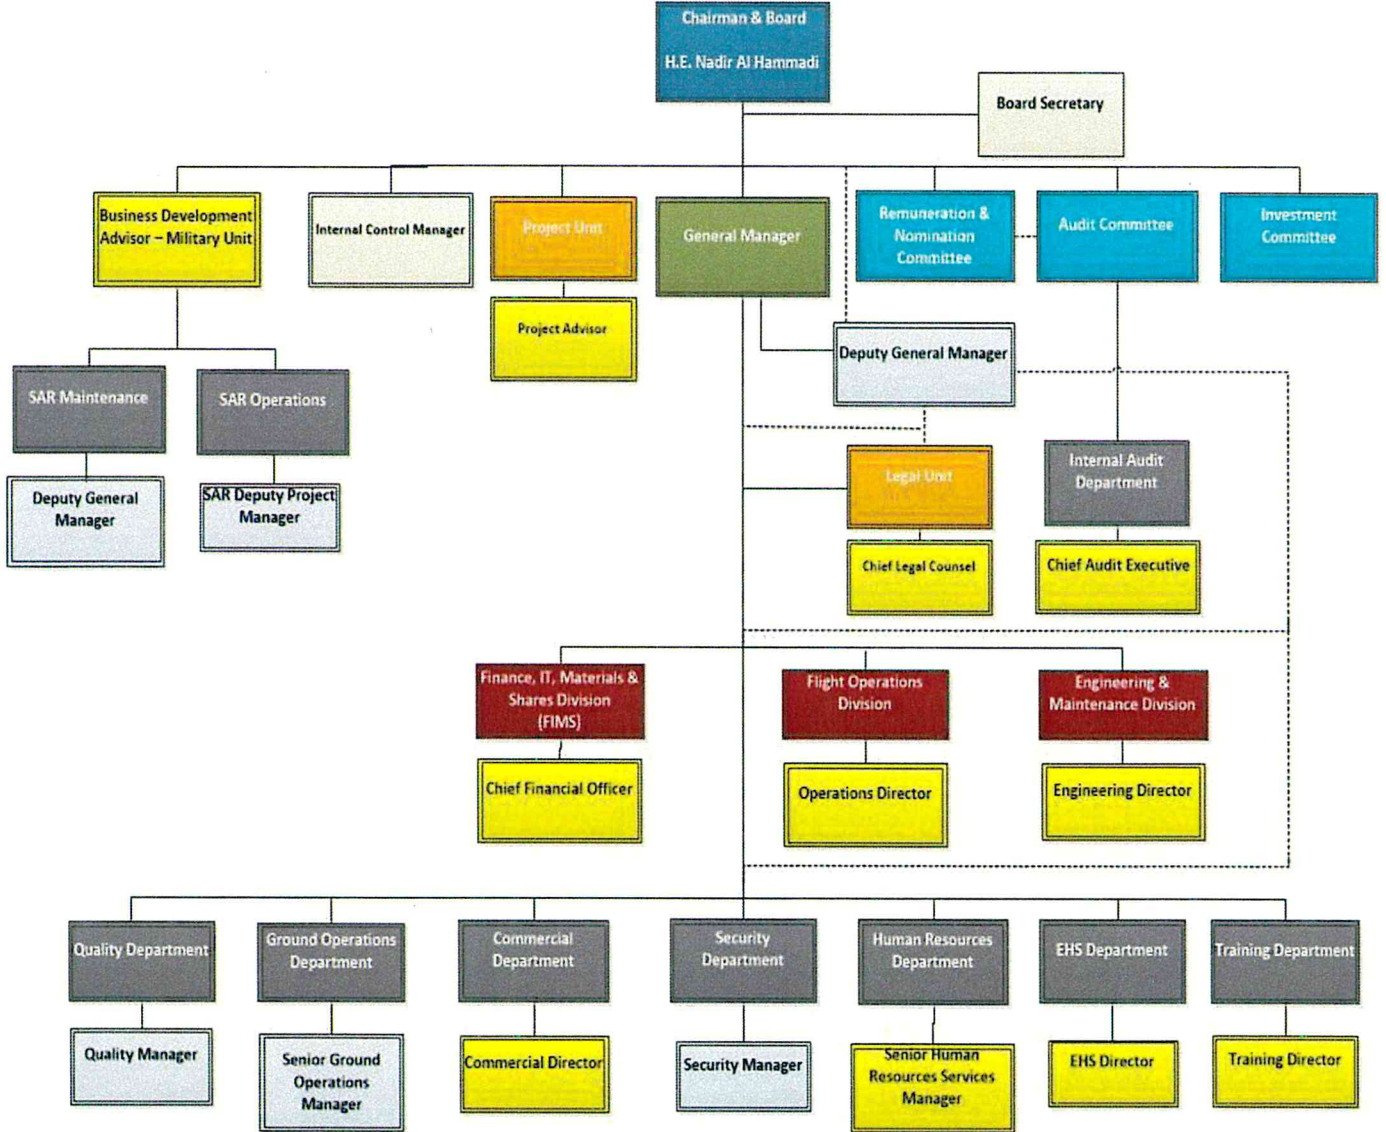 Chairman & Board
H.E. Nadir Al Hammadi
Board Secretary
Business Development
Advisor – Military Unit
Internal Control Manager
Project Unit
General Manager
Remuneration &
Nomination
Committee
Audit Committee
Investment
Committee
Project Advisor
Deputy General Manager
SAR Maintenance
SAR Operations
Deputy General
Manager
SAR Deputy Project
Manager
Legal Unit
Internal Audit
Department
Chief Legal Counsel
Chief Audit Executive
Finance, IT, Materials &
Shares Division
(FIMS)
Flight Operations
Division
Engineering &
Maintenance Division
Chief Financial Officer
Operations Director
Engineering Director
Quality Department
Ground Operations
Department
Commercial
Department
Security
Department
Human Resources
Department
EHS Department
Training Department
Quality Manager
Senior Ground
Operations
Manager
Commercial Director
Security Manager
Senior Human
Resources Services
Manager
EHS Director
Training Director